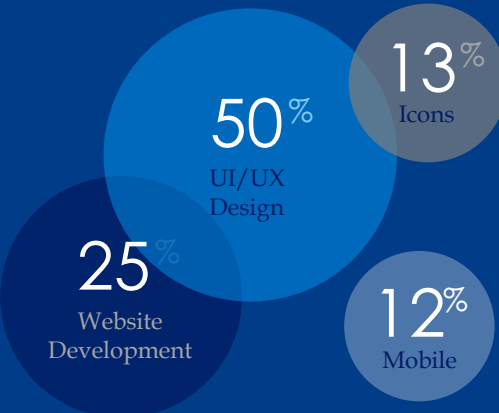 13%
Icons
50%
UI/UX
Design
25%
Website
Development
12%
Mobile